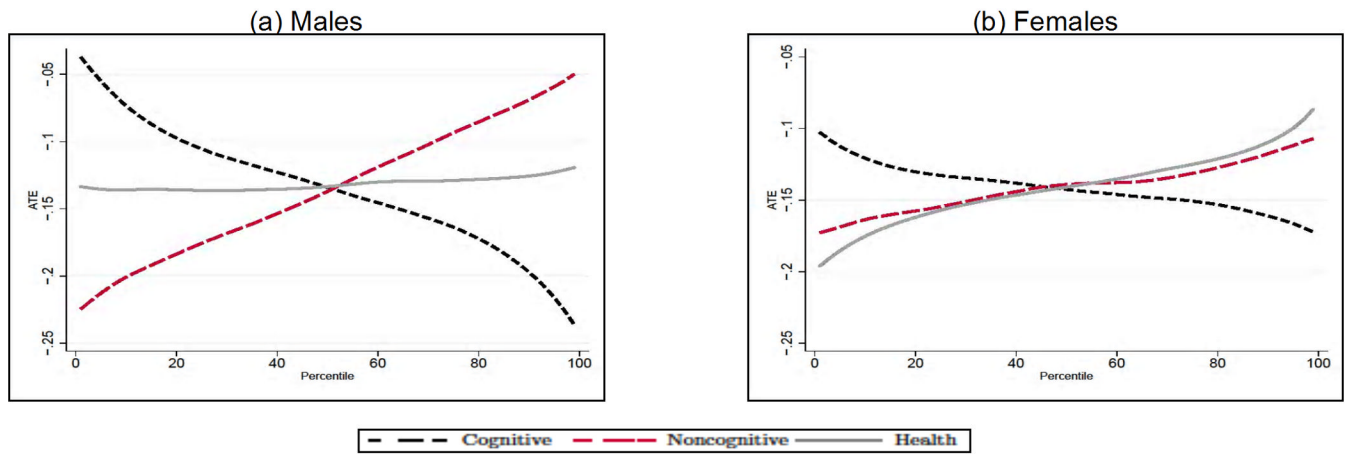 (a) Males
-.05
-.1
-.15
-.2
-.25
ATE
0 20 40 60 80 100
Percentile
(b) Females
-.05
-.1
-.15
-.2
-.25
ATE
0 20 40 60 80 100
Percentile
Cognitive Noncognitive Health